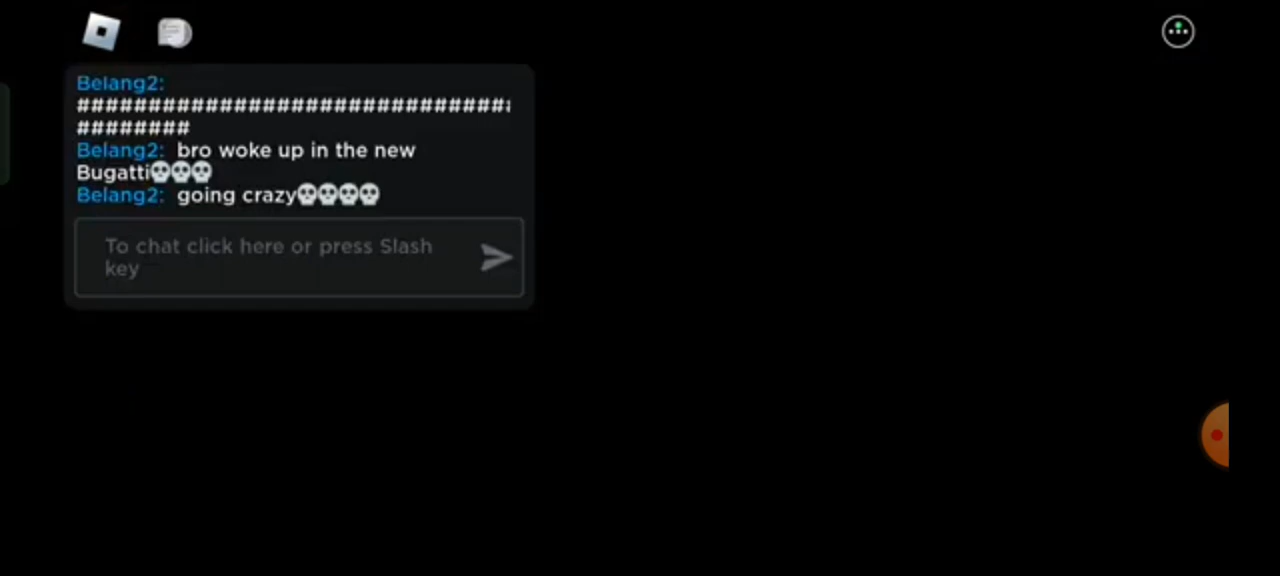 Belang2:
###############################
########
Belang2: bro woke up in the new
Bugatti💀💀💀
Belang2: going crazy💀💀💀💀
To chat click here or press Slash
key